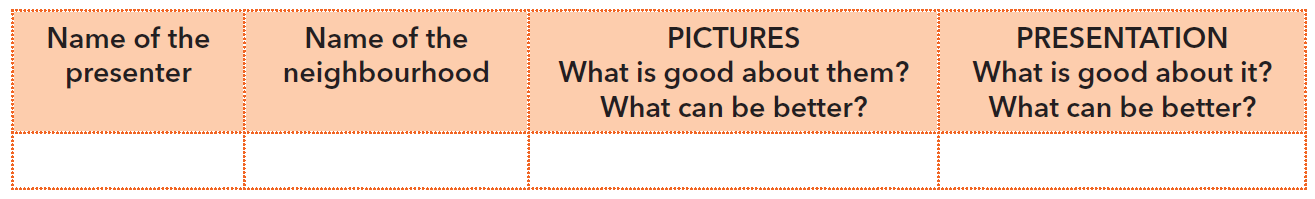 Name of the presenter
Name of the neighbourhood
PICTURES
What is good about them?
What can be better?
PRESENTATION
What is good about it?
What can be better?